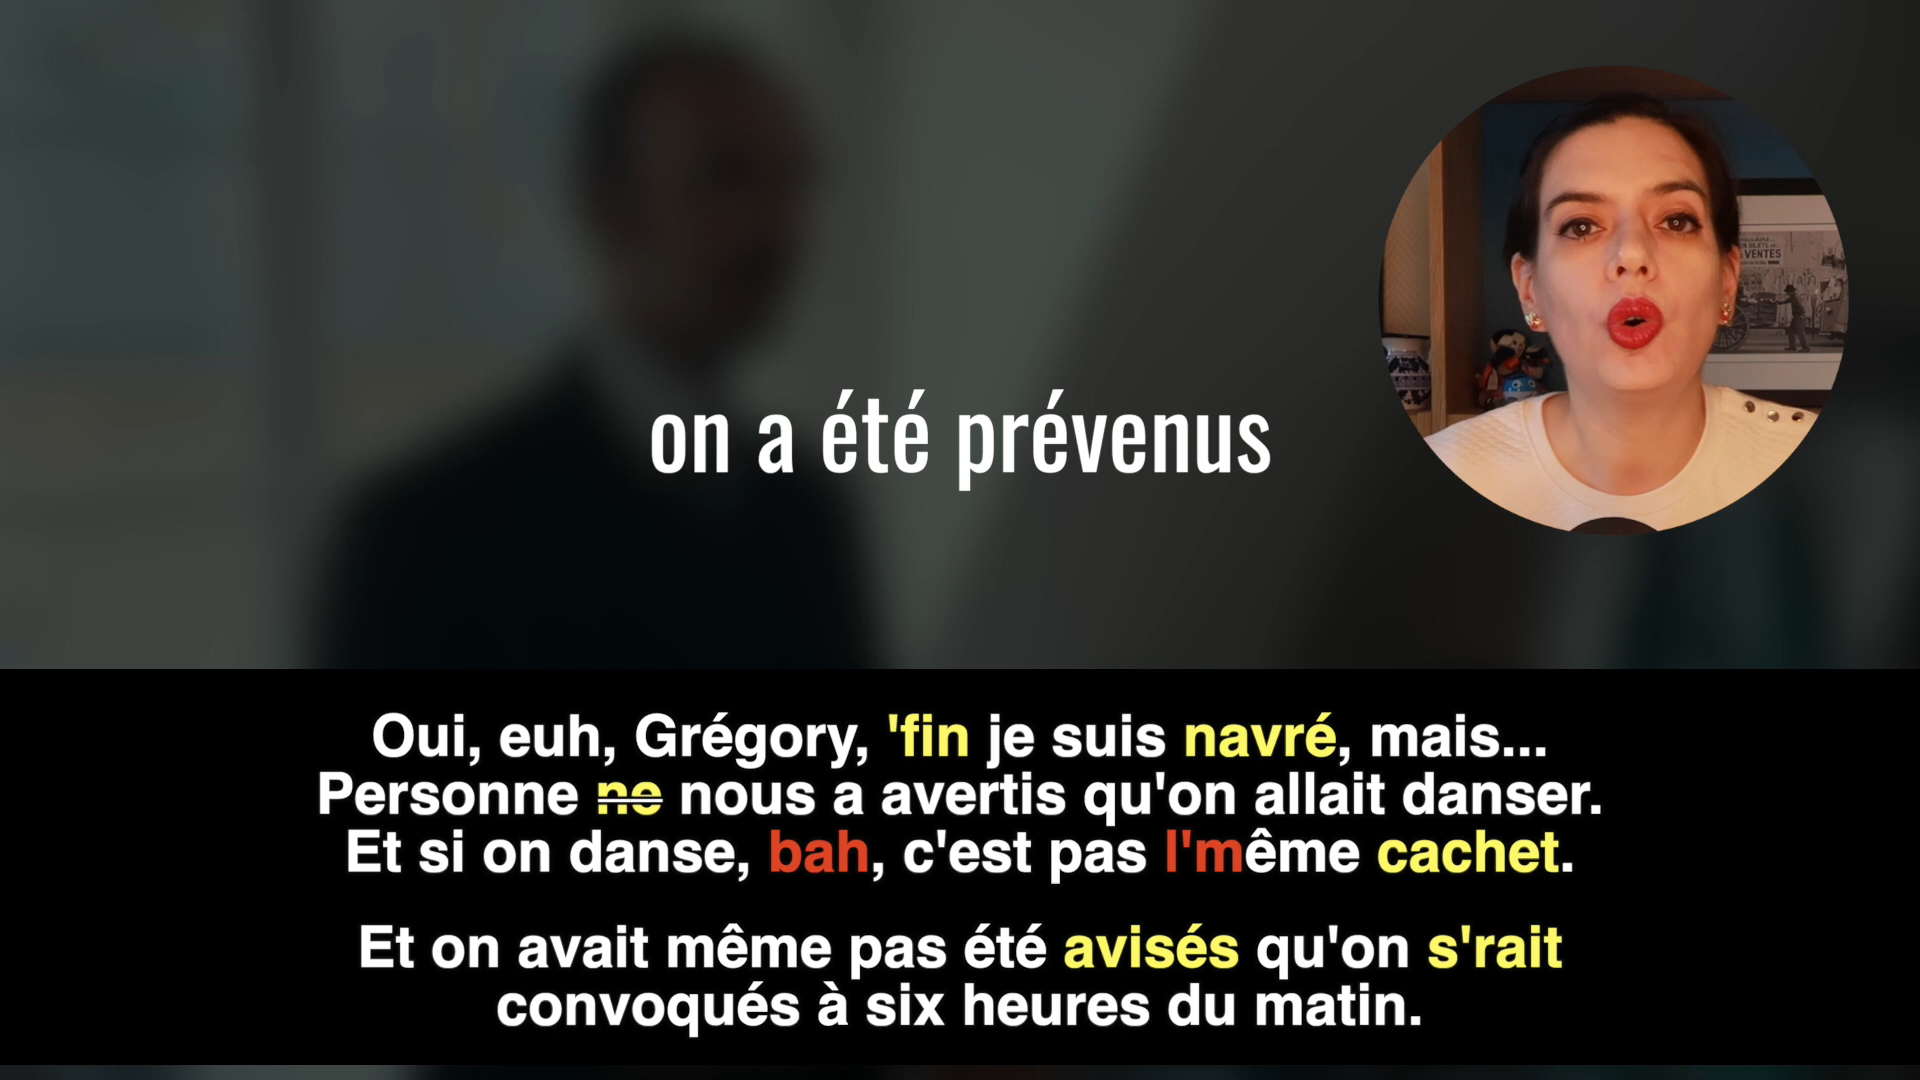 VENTES
on a été prévenus
Oui, euh, Grégory, 'fin je suis navré, mais...
Personne ne nous a avertis qu'on allait danser.
Et si on danse, bah, c'est pas l'même cachet.
Et on avait même pas été avisés qu'on s'rait
convoqués à six heures du matin.